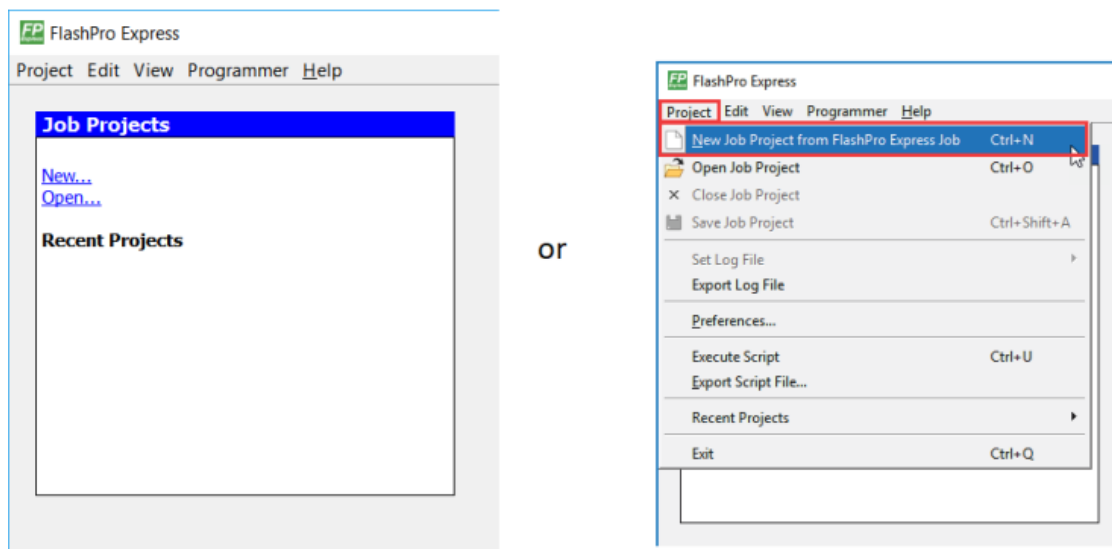 FP FlashPro Express
Project Edit View Programmer Help
Job Projects
New...
Open...
Recent Projects
or
FP FlashPro Express
Project Edit View Programmer Help
New Job Project from FlashPro Express Job Ctrl+N
Open Job Project Ctrl+O
Close Job Project
Save Job Project Ctrl+Shift+A
Set Log File
Export Log File
Preferences...
Execute Script Ctrl+U
Export Script File...
Recent Projects
Exit Ctrl+Q